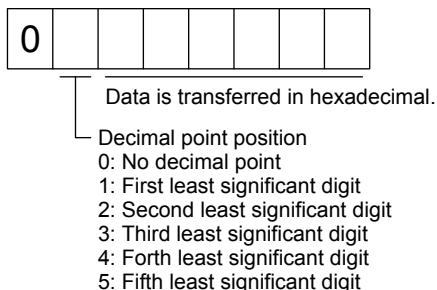 0
Data is transferred in hexadecimal.
Decimal point position
0: No decimal point
1: First least significant digit
2: Second least significant digit
3: Third least significant digit
4: Forth least significant digit
5: Fifth least significant digit